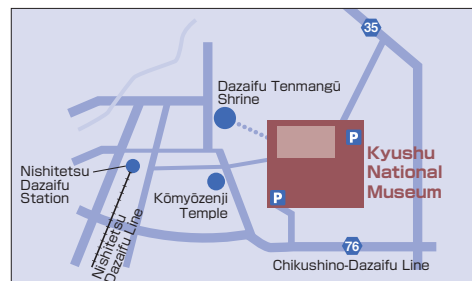 35
Dazaifu Tenmangū
Shrine
P
Kyushu
National
Museum
Nishitetsu
Dazaifu
Station
Kōmyōzenji
Temple
P
Nishitetsu
Dazaifu Line
76
Chikushino-Dazaifu Line